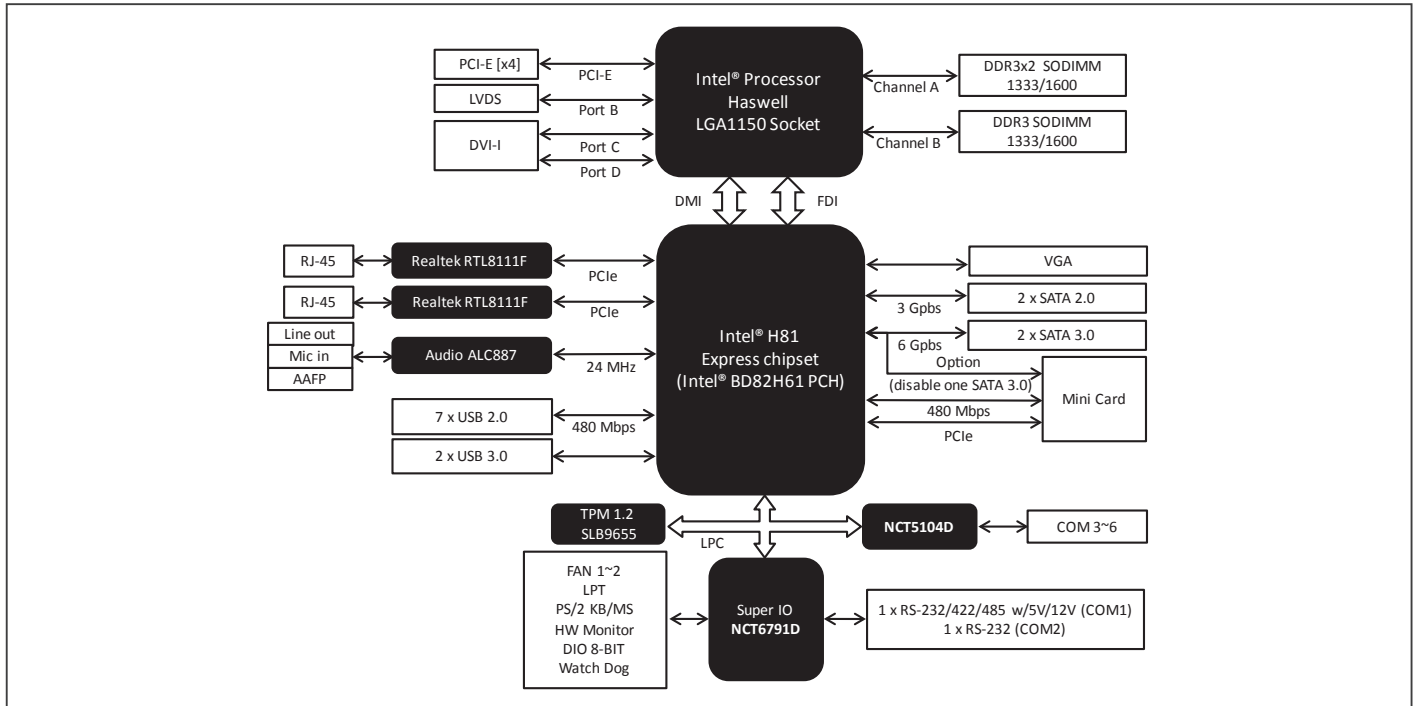 PCI-E [x4]
PCI-E
LVDS
Port B
DVI-I
Port C
Port D
Intel® Processor
Haswell
LGA1150 Socket
Channel A
DDR3x2 SODIMM
1333/1600
Channel B
DDR3 SODIMM
1333/1600
DMI
FDI
RJ-45
Realtek RTL8111F
PCIe
RJ-45
Realtek RTL8111F
PCIe
Line out
Mic in
AAFP
Audio ALC887
24 MHz
7 x USB 2.0
480 Mbps
2 x USB 3.0
Intel® H81
Express chipset
(Intel® BD82H61 PCH)
VGA
3 Gpbs
2 x SATA 2.0
6 Gpbs
2 x SATA 3.0
Option
(disable one SATA 3.0)
480 Mbps
PCIe
Mini Card
TPM 1.2
SLB9655
LPC
NCT5104D
COM 3~6
FAN 1~2
LPT
PS/2 KB/MS
HW Monitor
DIO 8-BIT
Watch Dog
Super IO
NCT6791D
1 x RS-232/422/485 w/5V/12V (COM1)
1 x RS-232 (COM2)